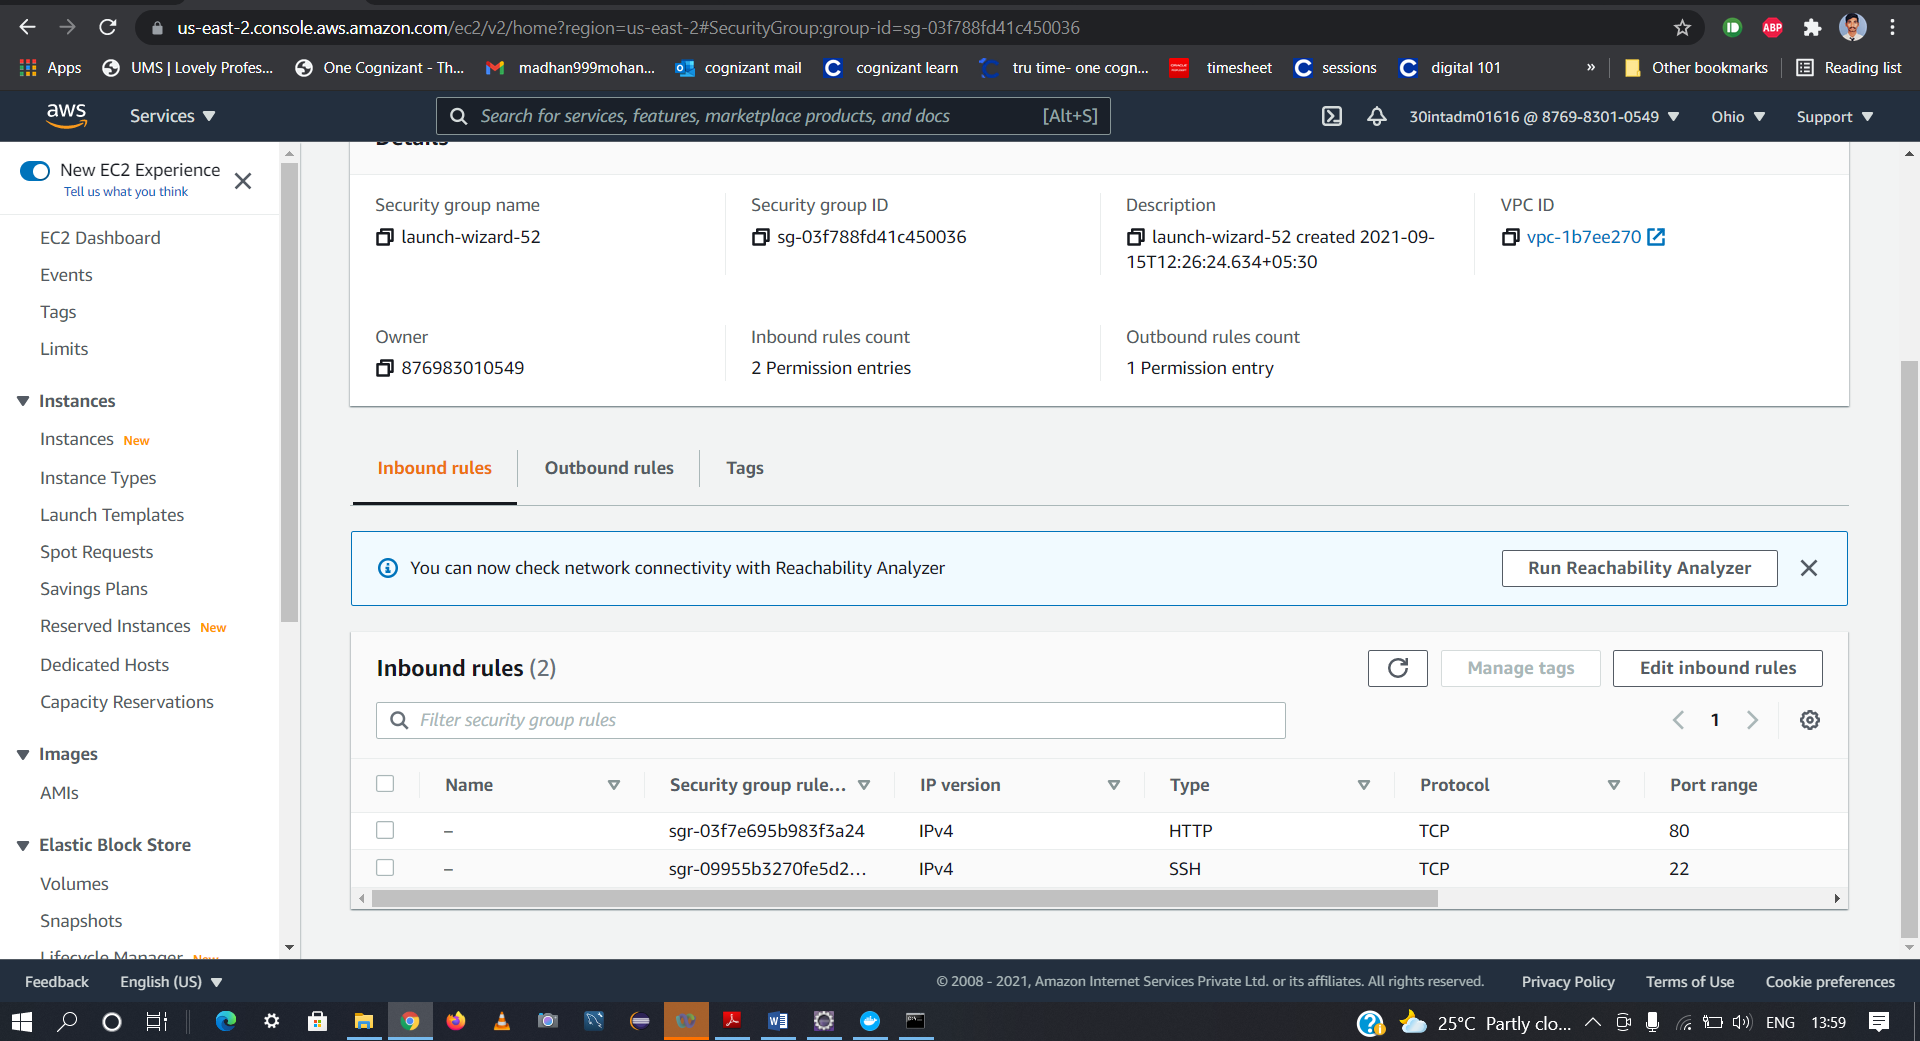 us-east-2.console.aws.amazon.com/ec2/v2/home?region=us-east-2#SecurityGroup:group-id=sg-03f788fd41c450036
ABP
Apps
UMS | Lovely Profes...
One Cognizant - Th...
madhan999mohan...
cognizant mail
cognizant learn
tru time- one cogn...
timesheet
sessions
digital 101
»
Other bookmarks
Reading list
aws
Services
Search for services, features, marketplace products, and docs
[Alt+S]
30intadm01616 @ 8769-8301-0549
Ohio
Support
New EC2 Experience
Tell us what you think
EC2 Dashboard
Events
Tags
Limits
Instances
Instances New
Instance Types
Launch Templates
Spot Requests
Savings Plans
Reserved Instances New
Dedicated Hosts
Capacity Reservations
Images
AMIs
Elastic Block Store
Volumes
Snapshots
Lifecycle Manager New
Details
Security group name
launch-wizard-52
Security group ID
sg-03f788fd41c450036
Description
launch-wizard-52 created 2021-09-
15T12:26:24.634+05:30
VPC ID
vpc-1b7ee270
Owner
876983010549
Inbound rules count
2 Permission entries
Outbound rules count
1 Permission entry
Inbound rules
Outbound rules
Tags
You can now check network connectivity with Reachability Analyzer
Run Reachability Analyzer
Inbound rules (2)
Manage tags
Edit inbound rules
Filter security group rules
1
Name
Security group rule...
IP version
Type
Protocol
Port range
– sgr-03f7e695b983f3a24 IPv4 HTTP TCP 80
– sgr-09955b3270fe5d2... IPv4 SSH TCP 22
Feedback
English (US)
© 2008 - 2021, Amazon Internet Services Private Ltd. or its affiliates. All rights reserved.
Privacy Policy
Terms of Use
Cookie preferences
25°C Partly clo...
ENG
13:59